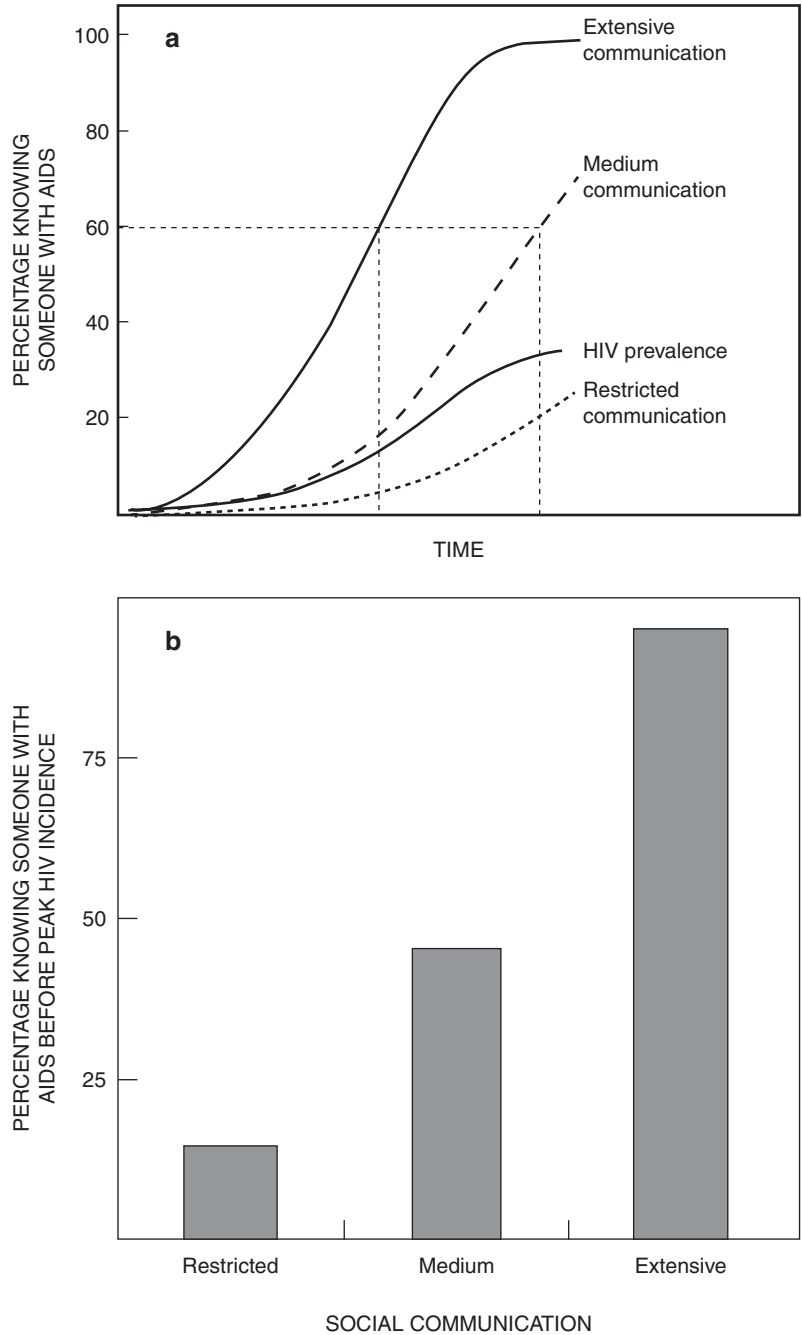 a
100
80
60
40
20
PERCENTAGE KNOWING
SOMEONE WITH AIDS
Extensive
communication
Medium
communication
HIV prevalence
Restricted
communication
TIME
b
75
50
25
PERCENTAGE KNOWING SOMEONE WITH
AIDS BEFORE PEAK HIV INCIDENCE
Restricted
Medium
Extensive
SOCIAL COMMUNICATION